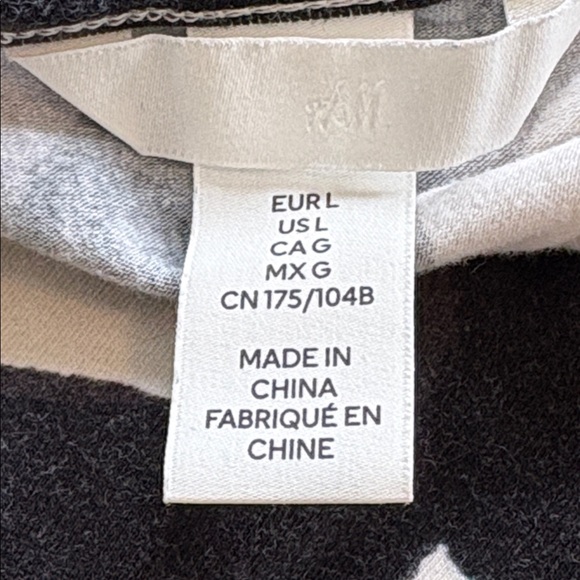 H&M
EUR L
US L
CA G
MX G
CN 175/104B
MADE IN
CHINA
FABRIQUÉ EN
CHINE